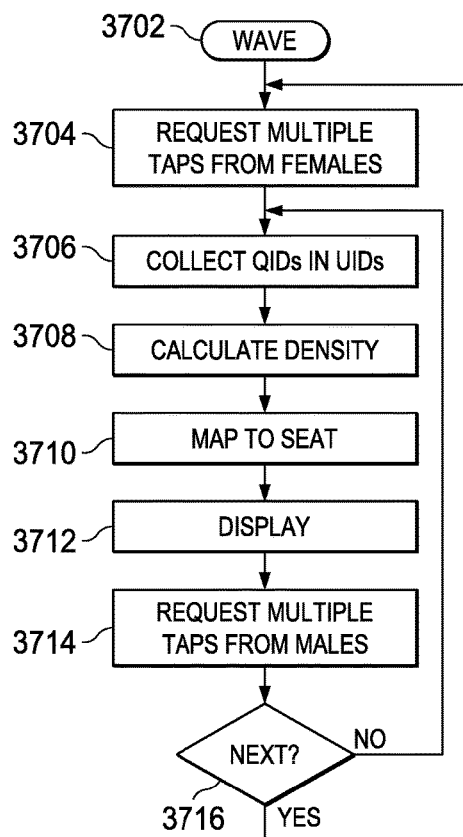 3702
WAVE
3704
REQUEST MULTIPLE
TAPS FROM FEMALES
3706
COLLECT QIDs IN UIDs
3708
CALCULATE DENSITY
3710
MAP TO SEAT
3712
DISPLAY
3714
REQUEST MULTIPLE
TAPS FROM MALES
NEXT?
NO
3716
YES